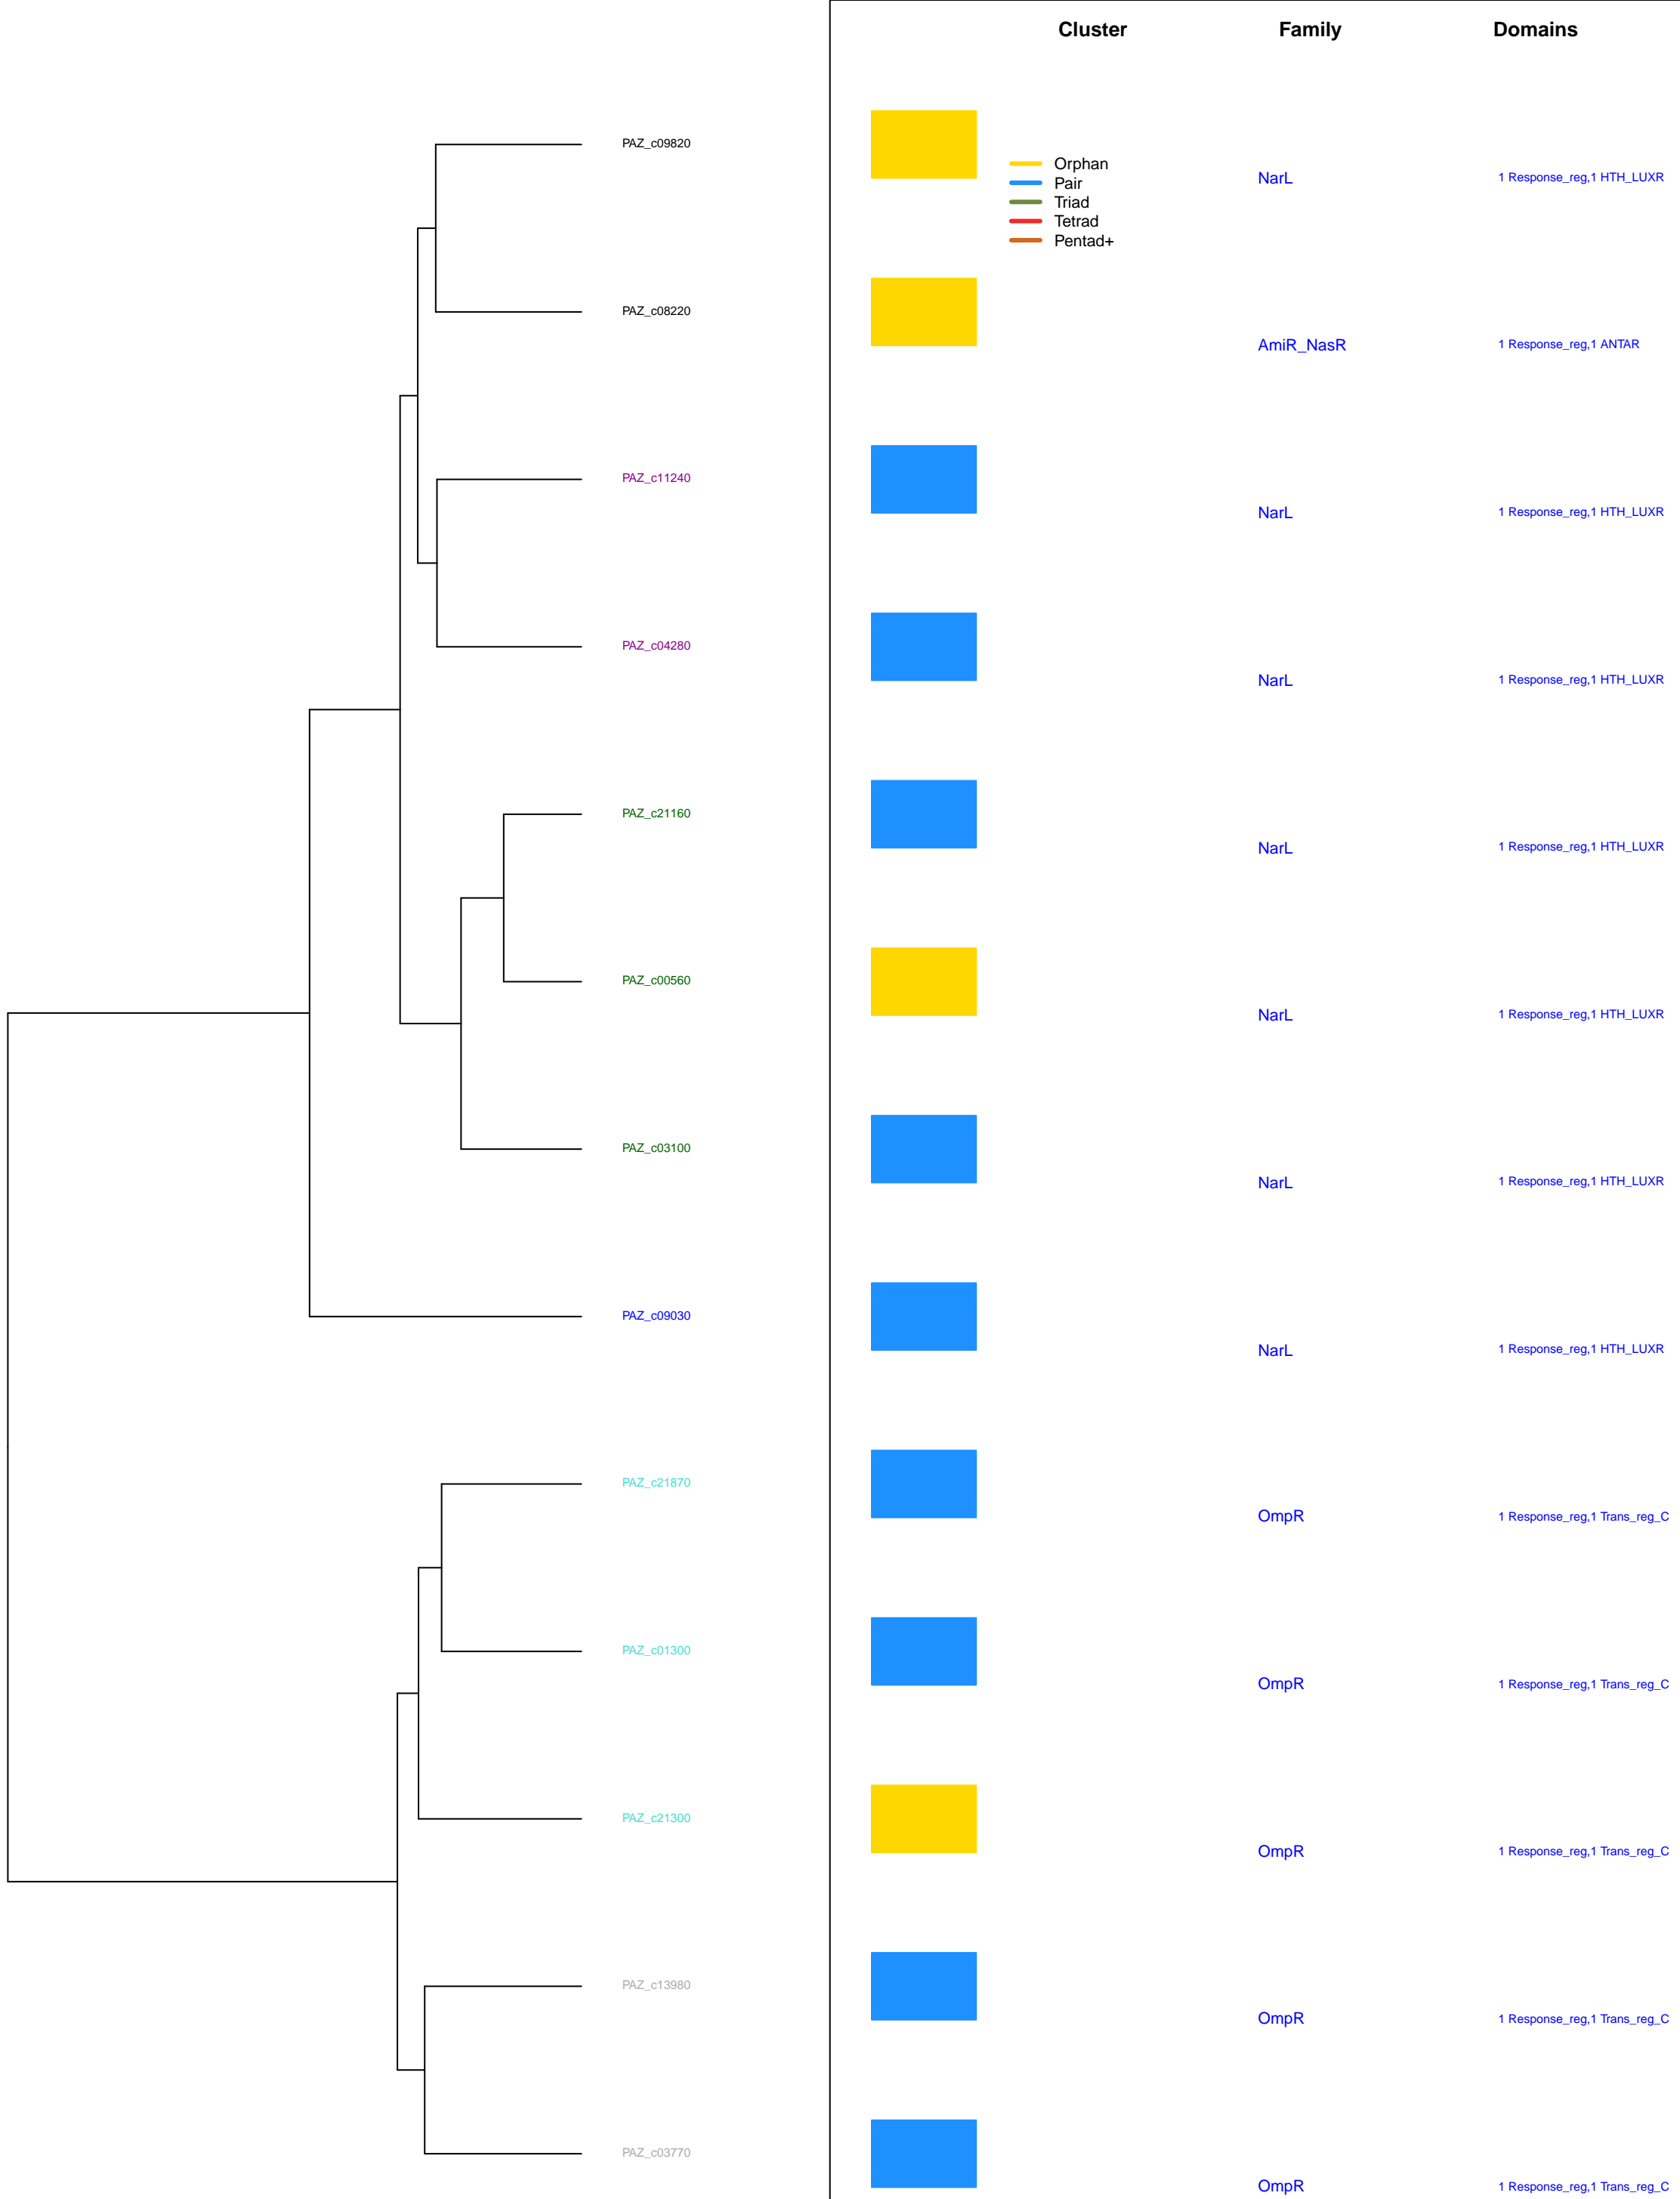 Cluster Family Domains
PAZ_c09820
Orphan
Pair
Triad
Tetrad
Pentad+
NarL 1 Response_reg,1 HTH_LUXR
PAZ_c08220
AmiR_NasR 1 Response_reg,1 ANTAR
PAZ_c11240
NarL 1 Response_reg,1 HTH_LUXR
PAZ_c04280
NarL 1 Response_reg,1 HTH_LUXR
PAZ_c21160
NarL 1 Response_reg,1 HTH_LUXR
PAZ_c00560
NarL 1 Response_reg,1 HTH_LUXR
PAZ_c03100
NarL 1 Response_reg,1 HTH_LUXR
PAZ_c09030
NarL 1 Response_reg,1 HTH_LUXR
PAZ_c21870
OmpR 1 Response_reg,1 Trans_reg_C
PAZ_c01300
OmpR 1 Response_reg,1 Trans_reg_C
PAZ_c21300
OmpR 1 Response_reg,1 Trans_reg_C
PAZ_c13980
OmpR 1 Response_reg,1 Trans_reg_C
PAZ_c03770
OmpR 1 Response_reg,1 Trans_reg_C